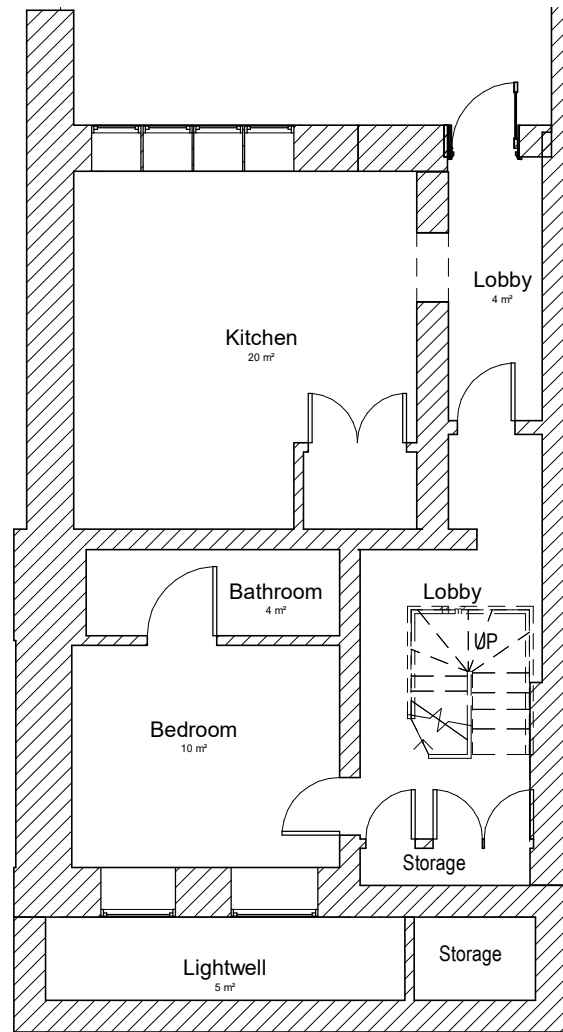 Lobby
4 m²
Kitchen
20 m²
Bathroom
4 m²
Lobby
m²
UP
Bedroom
10 m²
Storage
Storage
Lightwell
5 m²